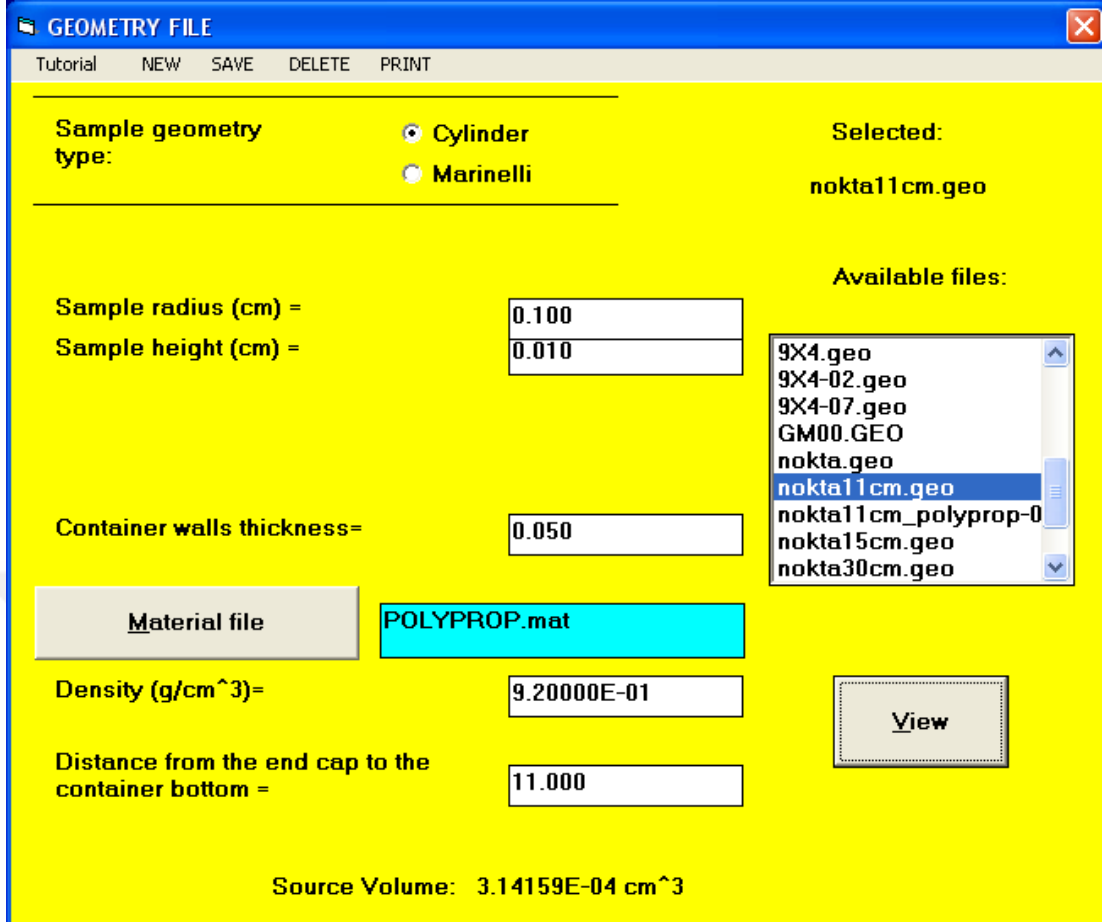 GEOMETRY FILE
Tutorial NEW SAVE DELETE PRINT
Sample geometry
type:
Cylinder
Marinelli
Selected:
nokta11cm.geo
Available files:
Sample radius (cm) = 0.100
Sample height (cm) = 0.010
9X4.geo
9X4-02.geo
9X4-07.geo
GM00.GEO
nokta.geo
nokta11cm.geo
nokta11cm_polyprop-0
nokta15cm.geo
nokta30cm.geo
Container walls thickness= 0.050
Material file POLYPROP.mat
Density (g/cm^3)= 9.20000E-01
View
Distance from the end cap to the
container bottom = 11.000
Source Volume: 3.14159E-04 cm^3